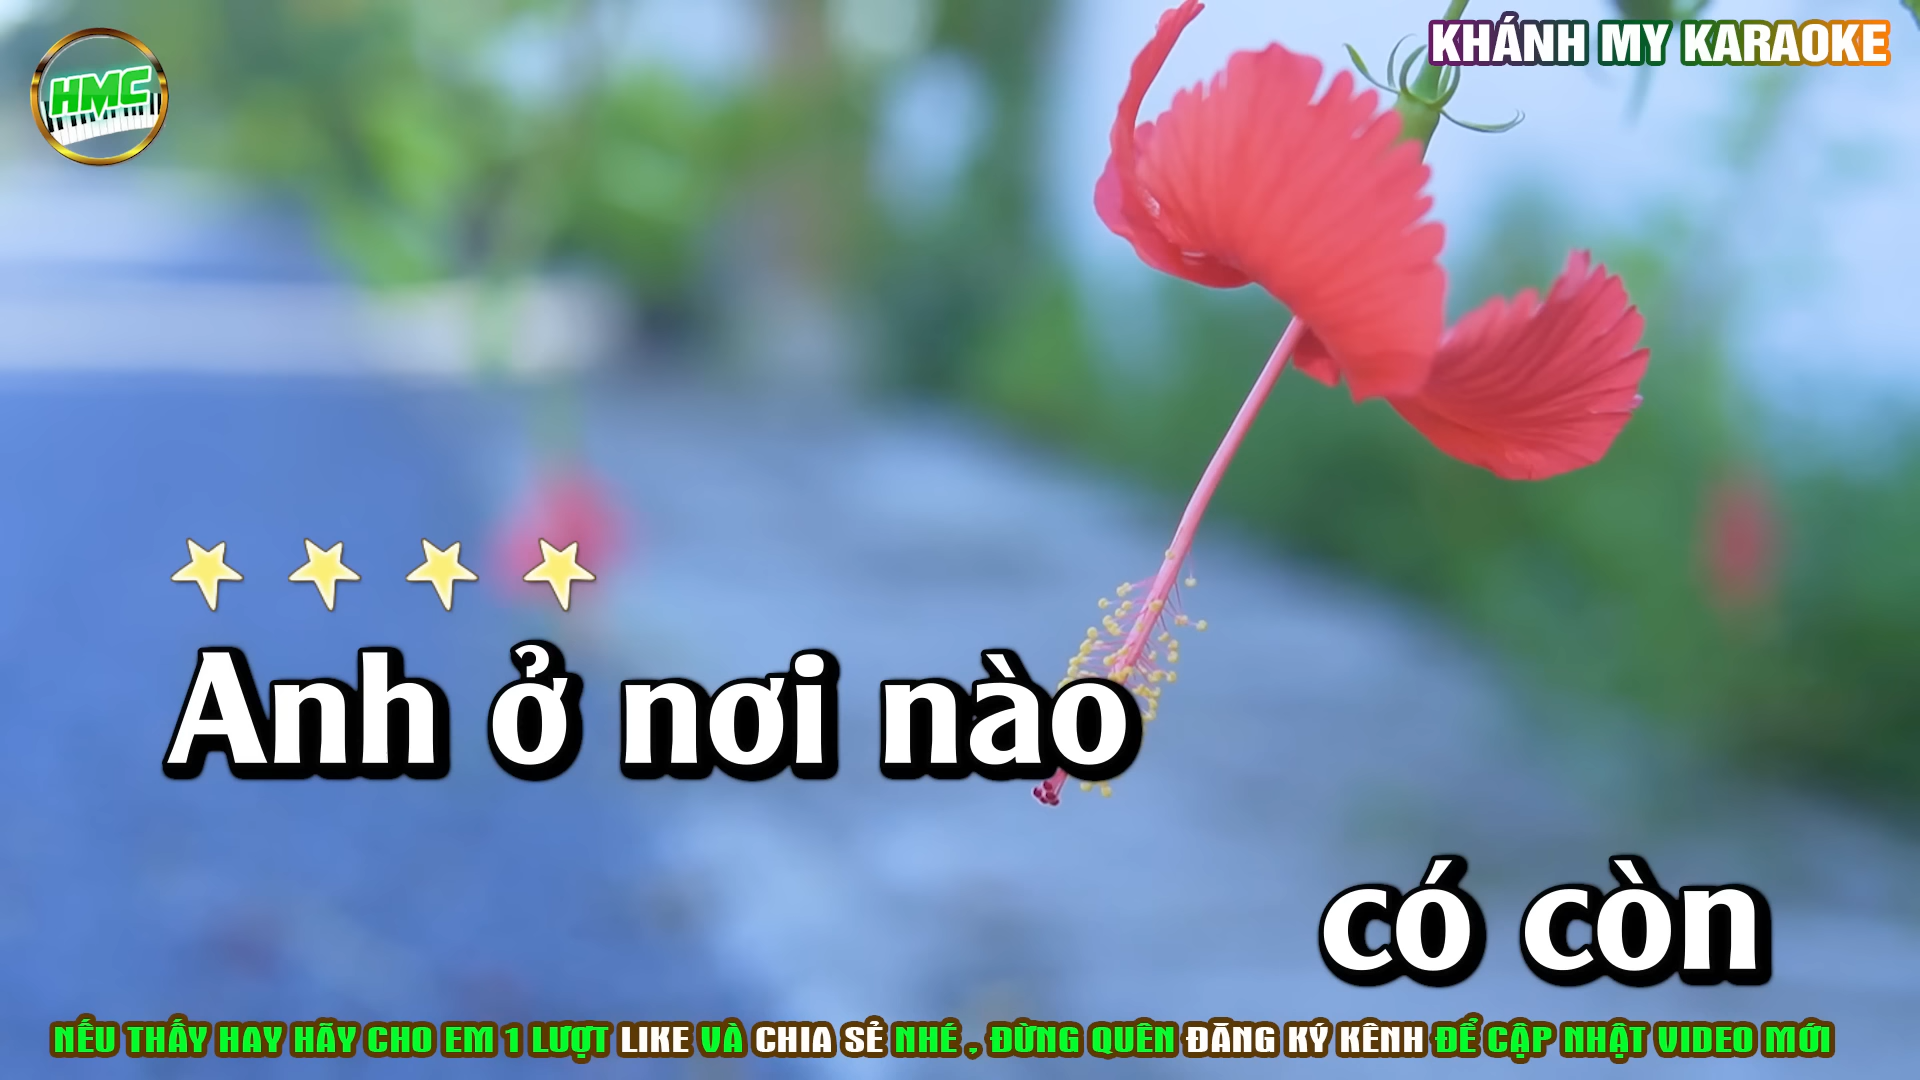 HMC
KHÁNH MY KARAOKE
Anh ở nơi nào
có còn
NẾU THẤY HAY HÃY CHO EM 1 LƯỢT LIKE VÀ CHIA SẺ NHÉ , ĐỪNG QUÊN ĐĂNG KÝ KÊNH ĐỂ CẬP NHẬT VIDEO MỚI